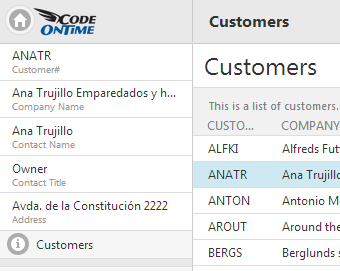 CODE
ONTIME
ANATR
Customer#
Ana Trujillo Emparedados y h...
Company Name
Ana Trujillo
Contact Name
Owner
Contact Title
Avda. de la Constitución 2222
Address
Customers
Customers
Customers
This is a list of customers.
CUSTO... COMPANY
ALFKI Alfreds Fut
ANATR Ana Trujillo
ANTON Antonio M
AROUT Around the
BERGS Berglunds s